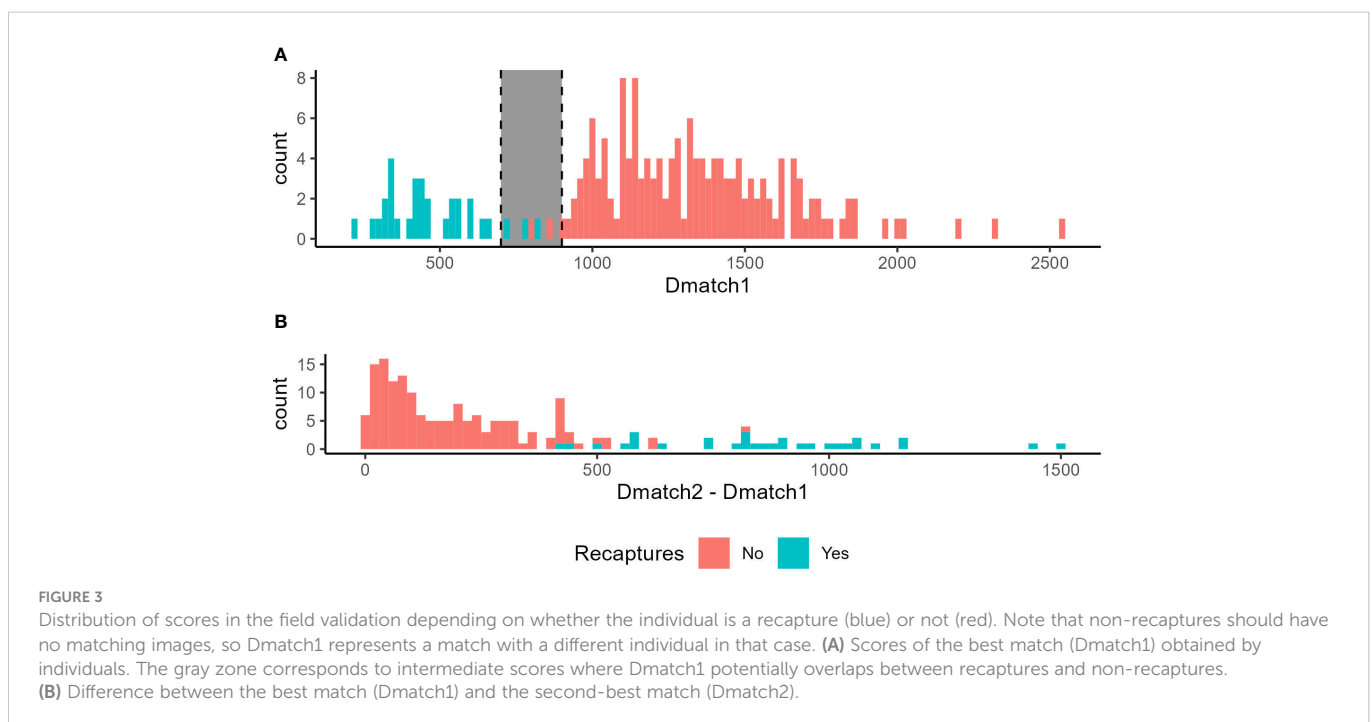 A
8
6
4
2
0
count
500 1000 1500 2000 2500
Dmatch1
B
15
10
5
0
count
0 500 1000 1500
Dmatch2 - Dmatch1
Recaptures No Yes
FIGURE 3
Distribution of scores in the field validation depending on whether the individual is a recapture (blue) or not (red). Note that non-recaptures should have
no matching images, so Dmatch1 represents a match with a different individual in that case. (A) Scores of the best match (Dmatch1) obtained by
individuals. The gray zone corresponds to intermediate scores where Dmatch1 potentially overlaps between recaptures and non-recaptures.
(B) Difference between the best match (Dmatch1) and the second-best match (Dmatch2).